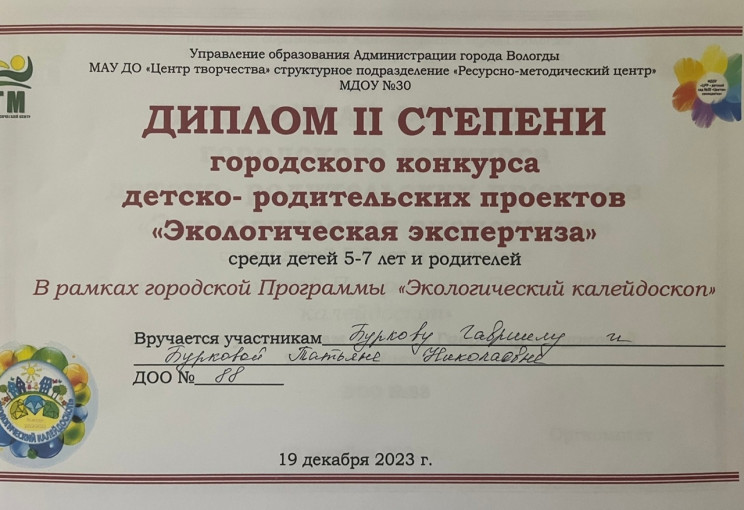 Управление образования Администрации города Вологды
МАУ ДО «Центр творчества» структурное подразделение «Ресурсно-методический центр»
МДОУ №30
ДИПЛОМ II СТЕПЕНИ
городского конкурса
детско- родительских проектов
«Экологическая экспертиза»
среди детей 5-7 лет и родителей
В рамках городской Программы «Экологический калейдоскоп»
Вручается участникам Буркову Гавриилу и
Бурковой Татьяне Николаевне
ДОО № 88
19 декабря 2023 г.